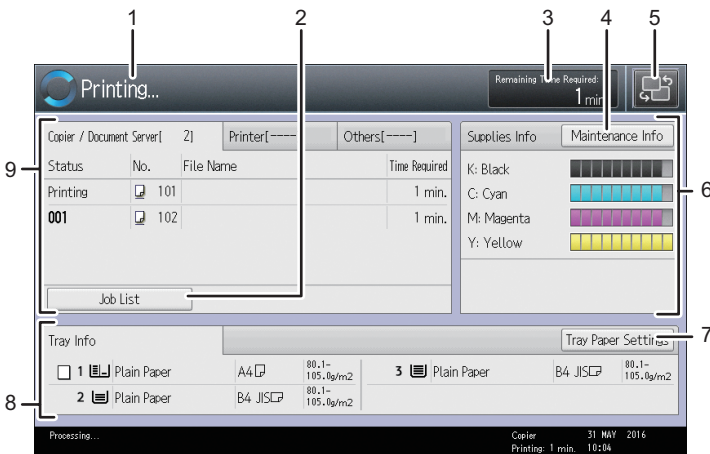 1
2
3
4
5
Printing...
Remaining Time Required:
1 min.
Copier / Document Server[ 2]
Printer[----
Others[----]
Supplies Info
Maintenance Info
Status
No.
File Name
Time Required
K: Black
9
6
Printing
101
1 min.
C: Cyan
001
102
1 min.
M: Magenta
Y: Yellow
Job List
Tray Info
Tray Paper Settings
7
1
Plain Paper
A4
80.1-
105.0g/m2
3
Plain Paper
B4 JIS
80.1-
105.0g/m2
8
2
Plain Paper
B4 JIS
80.1-
105.0g/m2
Processing...
Copier
31 MAY 2016
Printing: 1 min.
10:04